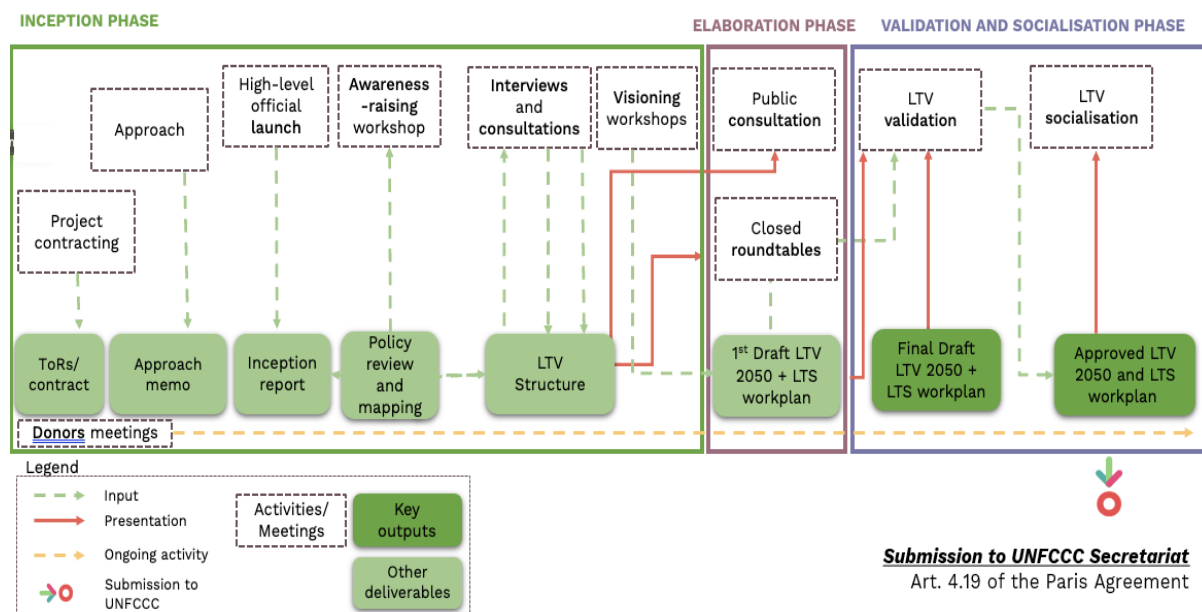 INCEPTION PHASE
ELABORATION PHASE
VALIDATION AND SOCIALISATION PHASE
Project
contracting
Approach
High-level
official
launch
Awareness
-raising
workshop
Interviews
and
consultations
Visioning
workshops
Public
consultation
LTV
validation
LTV
socialisation
Closed
roundtables
ToRs/
contract
Approach
memo
Inception
report
Policy
review
and
mapping
LTV
Structure
1st Draft LTV
2050 + LTS
workplan
Final Draft
LTV 2050 +
LTS workplan
Approved LTV
2050 and LTS
workplan
Donors meetings
Legend
Input
Presentation
Ongoing activity
Submission to
UNFCCC
Activities/
Meetings
Key
outputs
Other
deliverables
Submission to UNFCCC Secretariat
Art. 4.19 of the Paris Agreement